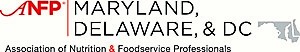 ANFP MARYLAND,
DELAWARE, & DC
Association of Nutrition & Foodservice Professionals